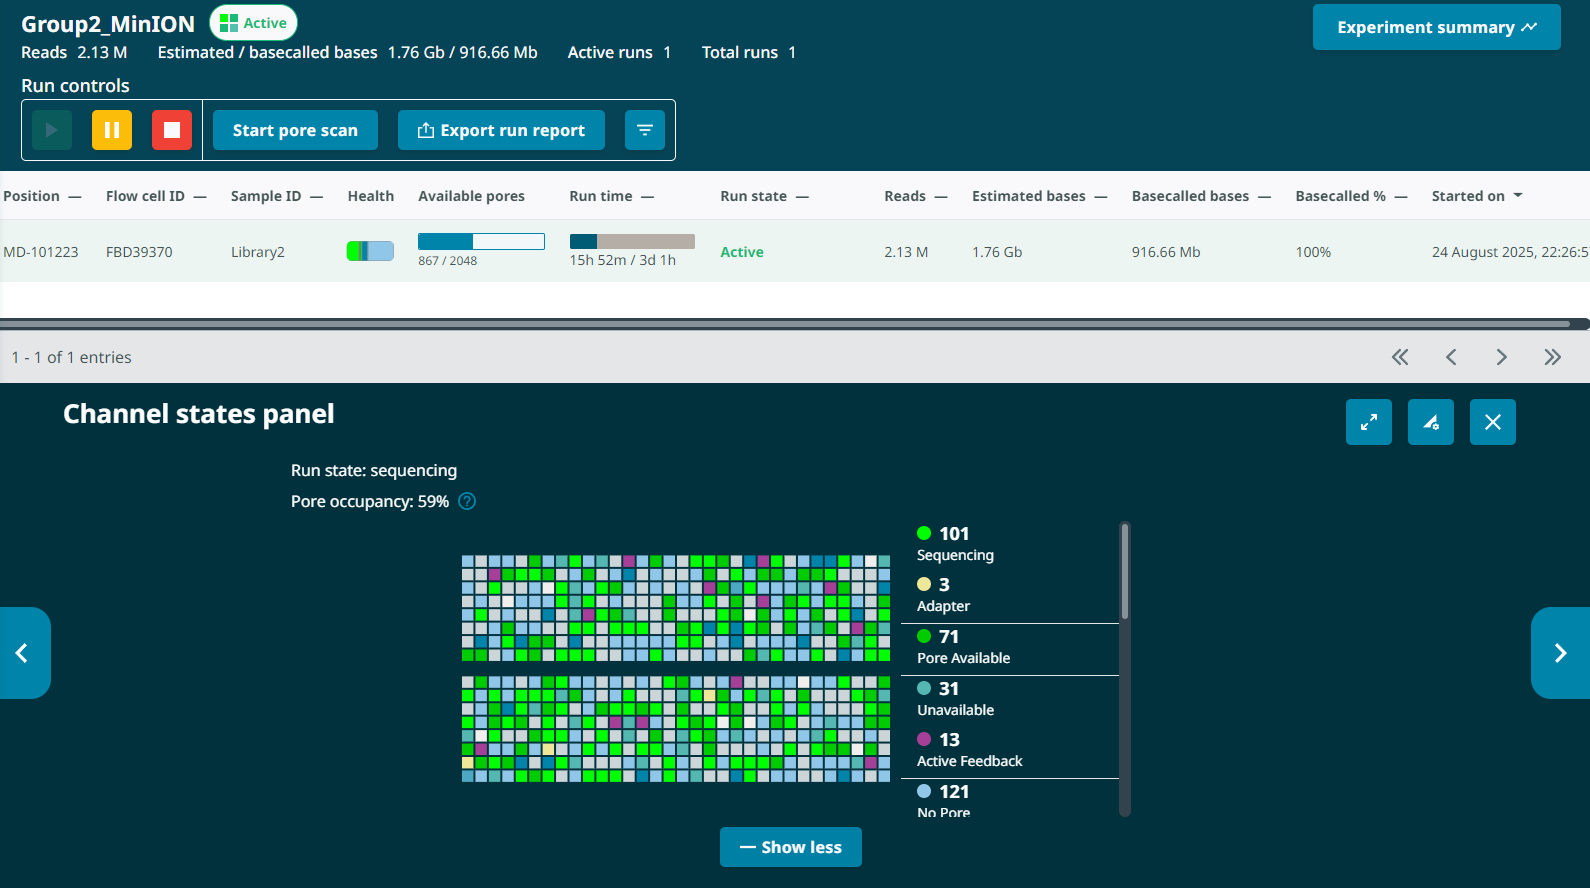 Group2_MinION Active
Reads 2.13 M Estimated / basecalled bases 1.76 Gb / 916.66 Mb Active runs 1 Total runs 1
Experiment summary
Run controls
Start pore scan Export run report
Position Flow cell ID Sample ID Health Available pores Run time Run state Reads Estimated bases Basecalled bases Basecalled % Started on
MD-101223 FBD39370 Library2 867 / 2048 15h 52m / 3d 1h Active 2.13 M 1.76 Gb 916.66 Mb 100% 24 August 2025, 22:26:5
1 - 1 of 1 entries
Channel states panel
Run state: sequencing
Pore occupancy: 59% ?
101
Sequencing
3
Adapter
71
Pore Available
31
Unavailable
13
Active Feedback
121
No Pore
Show less